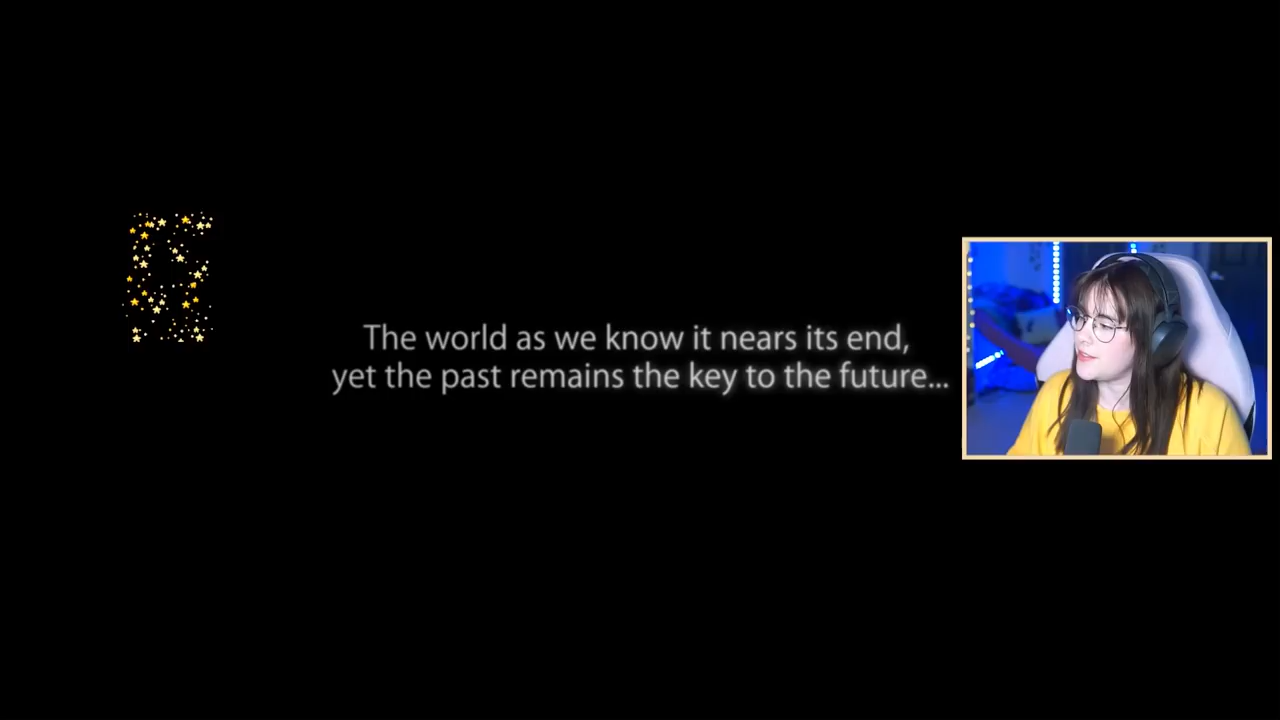 The world as we know it nears its end,
yet the past remains the key to the future...